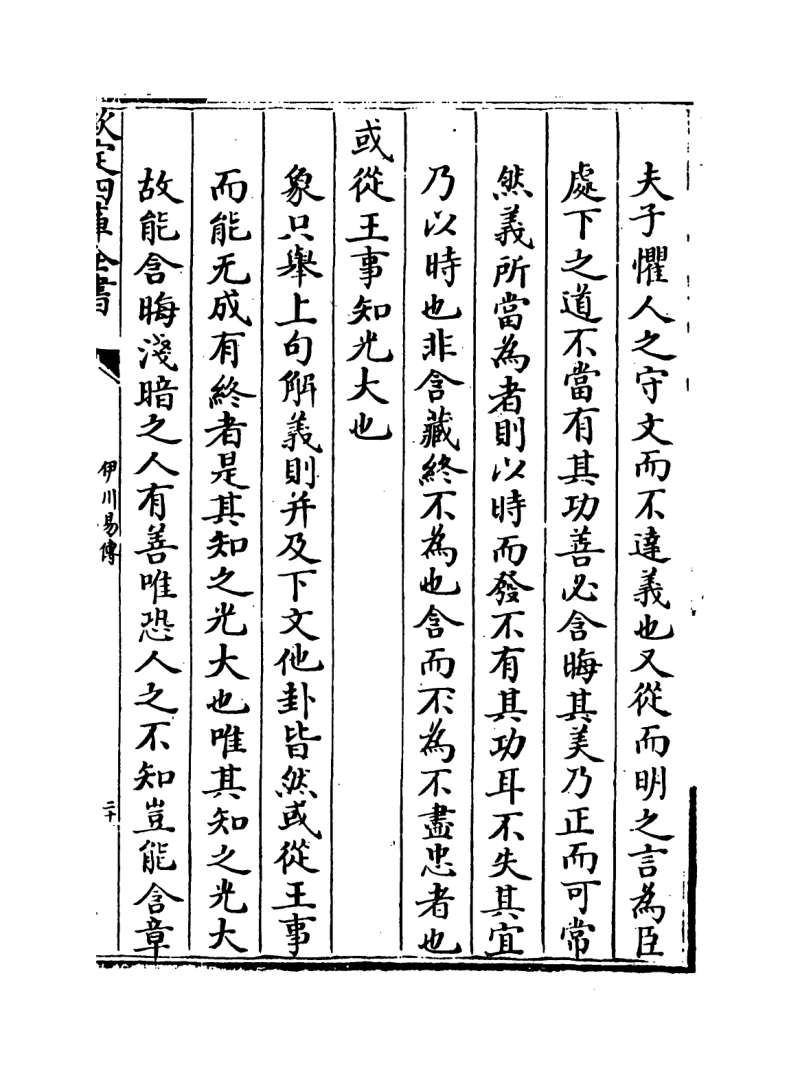 夫子懼人之守文而不達義也又從而明之言為臣
處下之道不當有其功善必含晦其美乃正而可常
然義所當為者則以時而發不有其功耳不失其宜
乃以時也非含藏終不為也含而不為不盡忠者也
或從王事知光大也
象只舉上句解義則并及下文他卦皆然或從王事
而能无成有終者是其知之光大也唯其知之光大
故能含晦淺暗之人有善唯恐人之不知豈能含章
欽定四庫全書
伊川易傳
二十